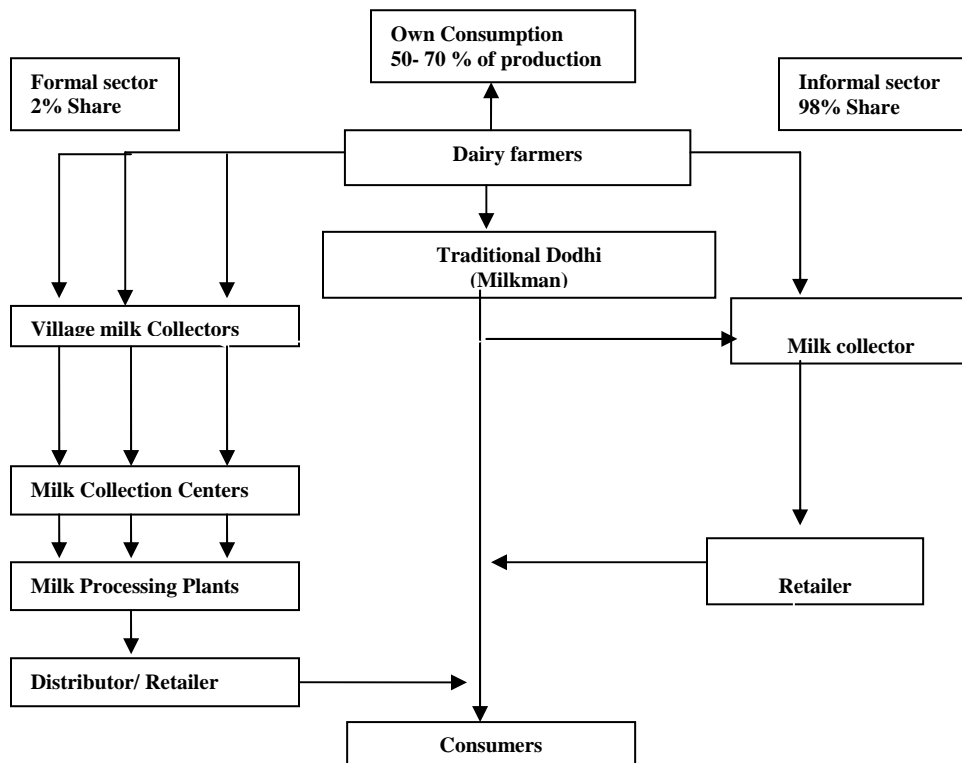 Own Consumption
50- 70 % of production
Formal sector
2% Share
Informal sector
98% Share
Dairy farmers
Traditional Dodhi
(Milkman)
Village milk Collectors
Milk collector
Milk Collection Centers
Milk Processing Plants
Retailer
Distributor/ Retailer
Consumers